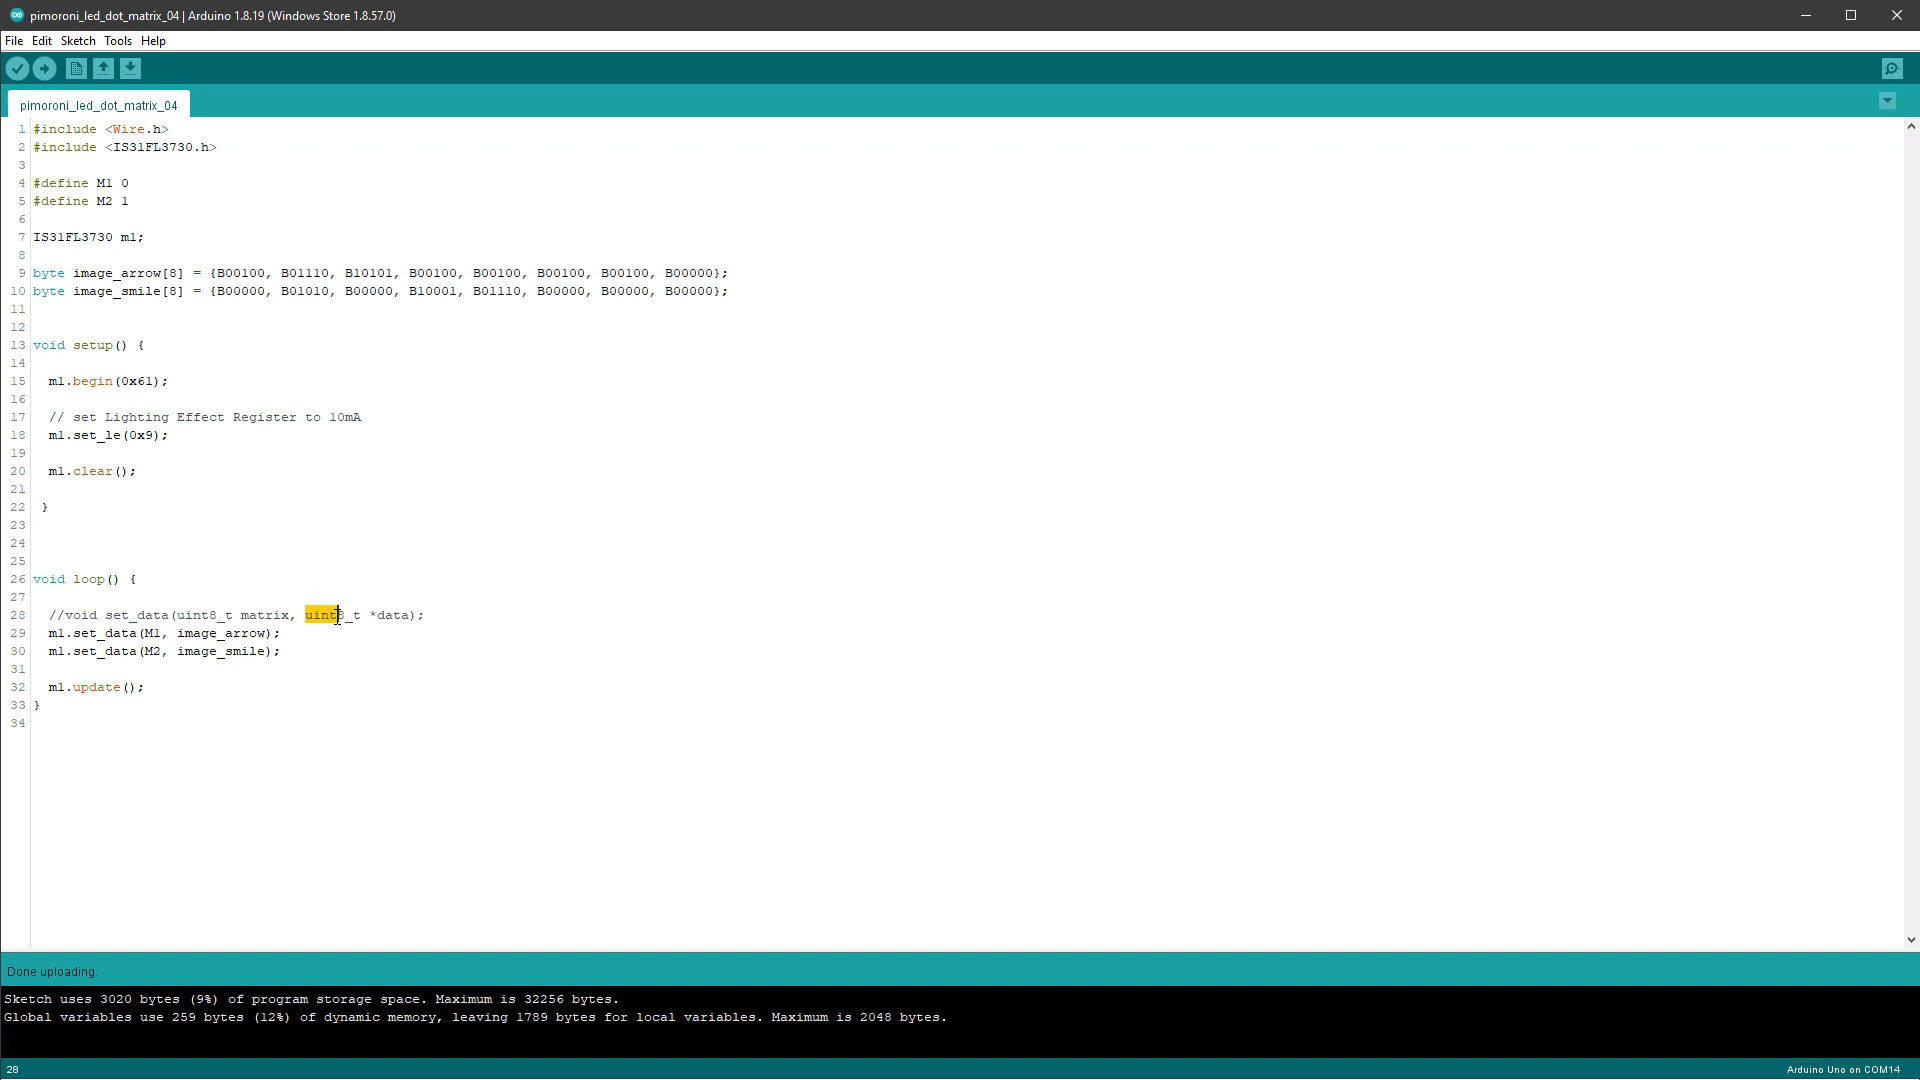 pimoroni_led_dot_matrix_04 | Arduino 1.8.19 (Windows Store 1.8.57.0)
File Edit Sketch Tools Help
pimoroni_led_dot_matrix_04
1 #include <Wire.h>
2 #include <IS31FL3730.h>
3
4 #define M1 0
5 #define M2 1
6
7 IS31FL3730 m1;
8
9 byte image_arrow[8] = {B00100, B01110, B10101, B00100, B00100, B00100, B00100, B00000};
10 byte image_smile[8] = {B00000, B01010, B00000, B10001, B01110, B00000, B00000, B00000};
11
12
13 void setup() {
14
15 m1.begin(0x61);
16
17 // set Lighting Effect Register to 10mA
18 m1.set_le(0x9);
19
20 m1.clear();
21
22 }
23
24
25
26 void loop() {
27
28 //void set_data(uint8_t matrix, uint8_t *data);
29 m1.set_data(M1, image_arrow);
30 m1.set_data(M2, image_smile);
31
32 m1.update();
33 }
34
Done uploading.
Sketch uses 3020 bytes (9%) of program storage space. Maximum is 32256 bytes.
Global variables use 259 bytes (12%) of dynamic memory, leaving 1789 bytes for local variables. Maximum is 2048 bytes.
28 Arduino Uno on COM14